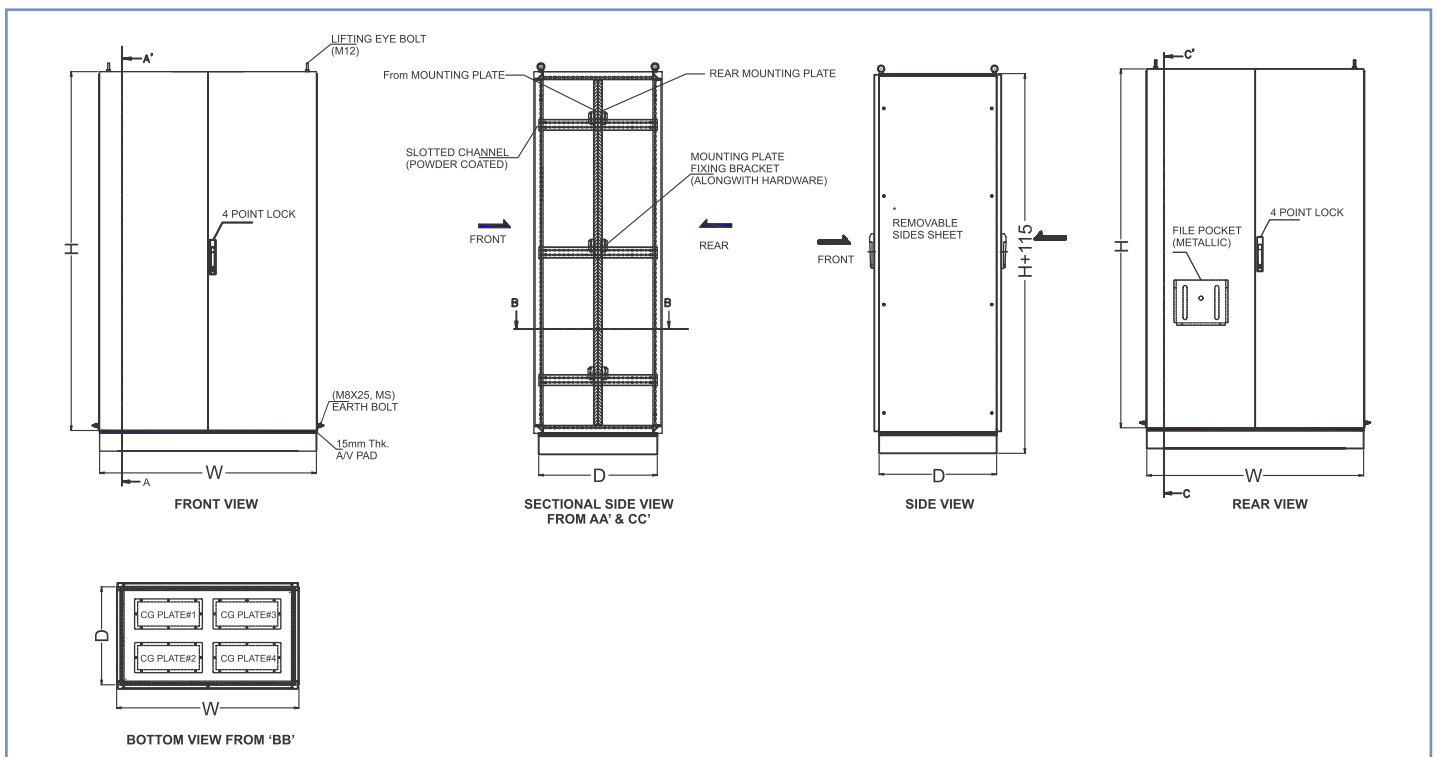 LIFTING EYE BOLT
(M12)
A'
H
4 POINT LOCK
(M8X25, MS)
EARTH BOLT
15mm Thk.
A/V PAD
W
A
FRONT VIEW
From MOUNTING PLATE
REAR MOUNTING PLATE
SLOTTED CHANNEL
(POWDER COATED)
MOUNTING PLATE
FIXING BRACKET
(ALONGWITH HARDWARE)
FRONT
REAR
B
B
D
SECTIONAL SIDE VIEW
FROM AA’ & CC’
*
REMOVABLE
SIDES SHEET
FRONT
H+115
D
SIDE VIEW
C'
H
4 POINT LOCK
FILE POCKET
(METALLIC)
W
C
REAR VIEW
CG PLATE#1
CG PLATE#3
CG PLATE#2
CG PLATE#4
D
W
BOTTOM VIEW FROM ‘BB’